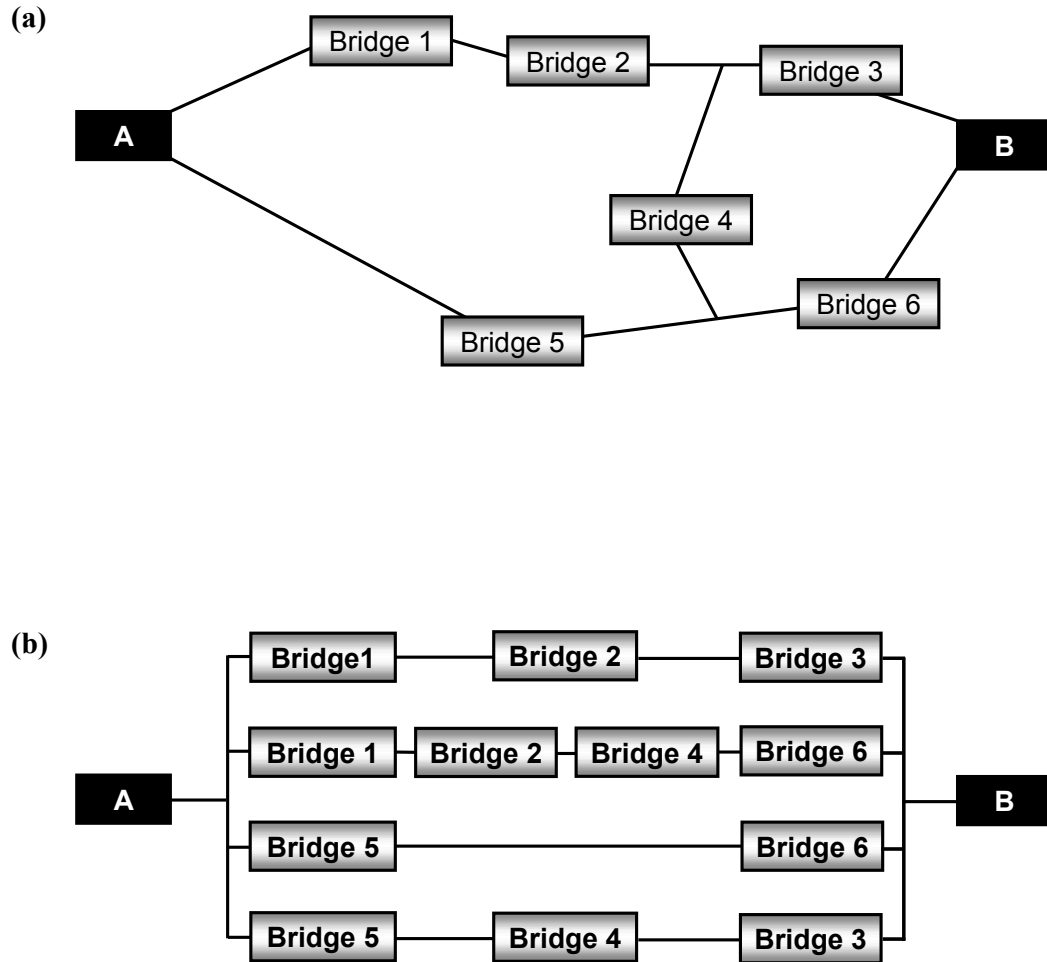 (a)
Bridge 1
Bridge 2
Bridge 3
A
B
Bridge 4
Bridge 6
Bridge 5
(b)
Bridge1 Bridge 2 Bridge 3
Bridge 1 Bridge 2 Bridge 4 Bridge 6
A B
Bridge 5 Bridge 6
Bridge 5 Bridge 4 Bridge 3